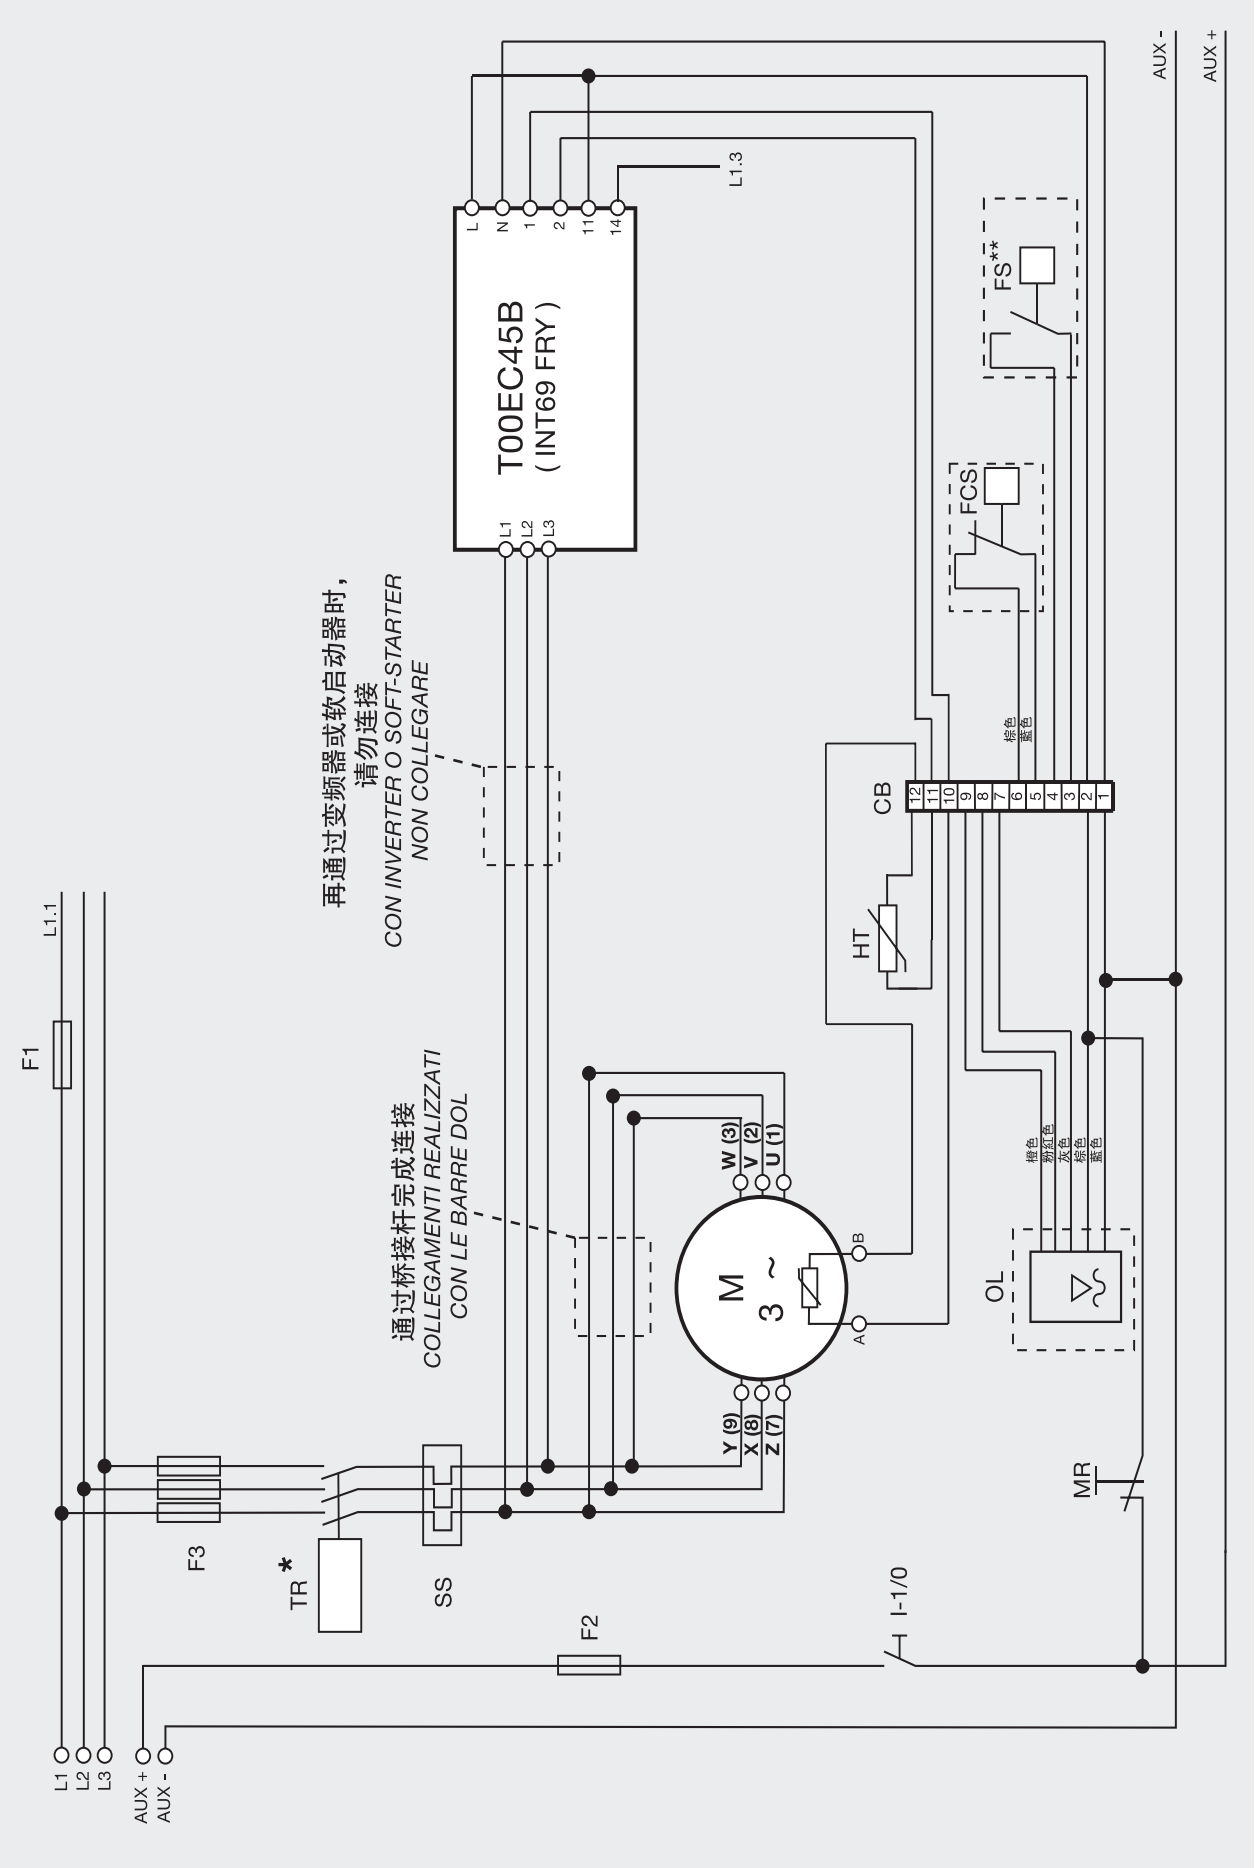 L1.1
F1
F3
TR *
SS
F2
I-1/0
MR
L1
L2
L3
AUX +
AUX -
再通过变频器或软启动器时，
请勿连接
CON INVERTER O SOFT-STARTER
NON COLLEGARE
通过桥接杆完成连接
COLLEGAMENTI REALIZZATI
CON LE BARRE DOL
L1
L2
L3
T00EC45B
( INT69 FRY )
L
N
1
2
11
14
L1.3
Y (9)
X (8)
Z (7)
M
3 ~
W (3)
V (2)
U (1)
A
B
HT
CB
12
11
10
9
8
7
6
5
4
3
2
1
OL
橙色
粉紅色
灰色
棕色
藍色
棕色
藍色
FCS
FS**
AUX -
AUX +